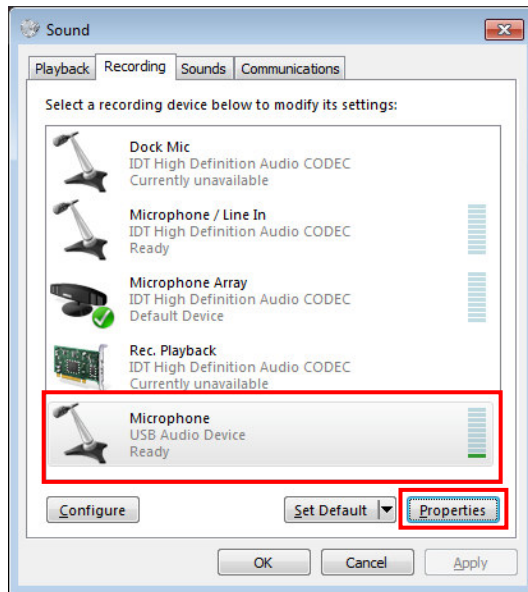 Sound
Playback Recording Sounds Communications
Select a recording device below to modify its settings:
Dock Mic
IDT High Definition Audio CODEC
Currently unavailable
Microphone / Line In
IDT High Definition Audio CODEC
Ready
Microphone Array
IDT High Definition Audio CODEC
Default Device
Rec. Playback
IDT High Definition Audio CODEC
Currently unavailable
Microphone
USB Audio Device
Ready
Configure Set Default Properties
OK Cancel Apply